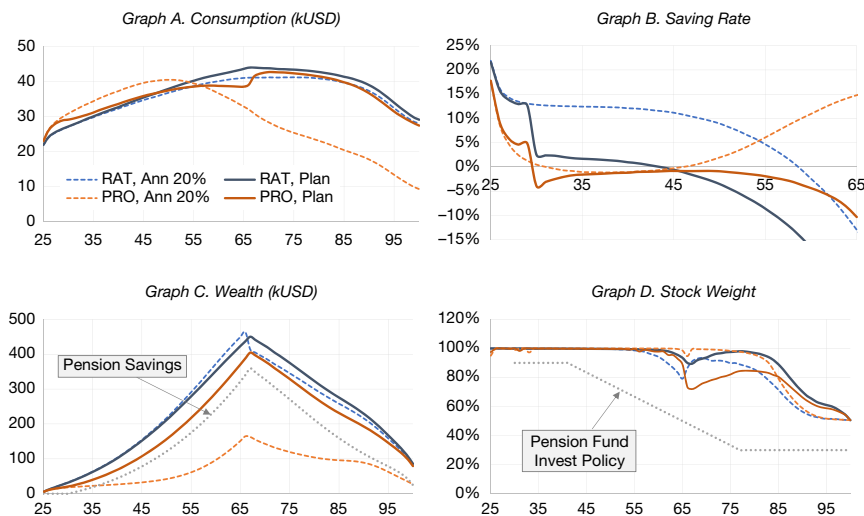 Graph A. Consumption (kUSD)
50
40
30
20
10
0
RAT, Ann 20%
RAT, Plan
PRO, Ann 20%
PRO, Plan
25 35 45 55 65 75 85 95
Graph B. Saving Rate
25%
20%
15%
10%
5%
0%
−5%
−10%
−15%
25 35 45 55 65
Graph C. Wealth (kUSD)
500
400
300
200
100
0
Pension Savings
25 35 45 55 65 75 85 95
Graph D. Stock Weight
120%
100%
80%
60%
40%
20%
0%
Pension Fund
Invest Policy
25 35 45 55 65 75 85 95